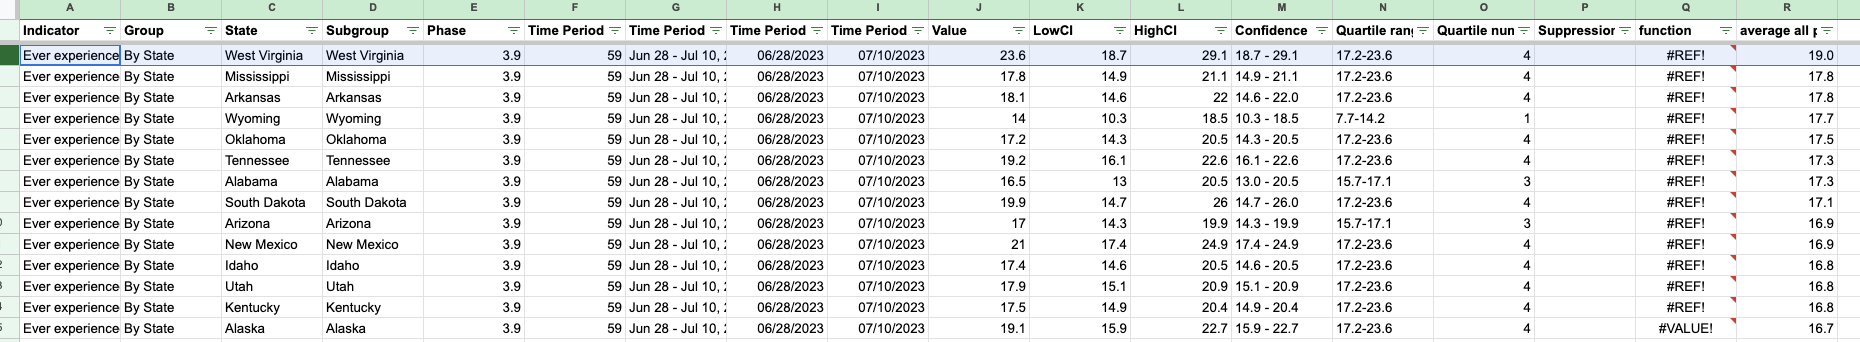 A B C D E F G H I J K L M N O P Q R
Indicator Group State Subgroup Phase Time Period Time Period Time Period Time Period Value LowCI HighCI Confidence Quartile rang Quartile num Suppression function average all p
Ever experience By State West Virginia West Virginia 3.9 59 Jun 28 - Jul 10, 2 06/28/2023 07/10/2023 23.6 18.7 29.1 18.7 - 29.1 17.2-23.6 4 #REF! 19.0
Ever experience By State Mississippi Mississippi 3.9 59 Jun 28 - Jul 10, 2 06/28/2023 07/10/2023 17.8 14.9 21.1 14.9 - 21.1 17.2-23.6 4 #REF! 17.8
Ever experience By State Arkansas Arkansas 3.9 59 Jun 28 - Jul 10, 2 06/28/2023 07/10/2023 18.1 14.6 22 14.6 - 22.0 17.2-23.6 4 #REF! 17.8
Ever experience By State Wyoming Wyoming 3.9 59 Jun 28 - Jul 10, 2 06/28/2023 07/10/2023 14 10.3 18.5 10.3 - 18.5 7.7-14.2 1 #REF! 17.7
Ever experience By State Oklahoma Oklahoma 3.9 59 Jun 28 - Jul 10, 2 06/28/2023 07/10/2023 17.2 14.3 20.5 14.3 - 20.5 17.2-23.6 4 #REF! 17.5
Ever experience By State Tennessee Tennessee 3.9 59 Jun 28 - Jul 10, 2 06/28/2023 07/10/2023 19.2 16.1 22.6 16.1 - 22.6 17.2-23.6 4 #REF! 17.3
Ever experience By State Alabama Alabama 3.9 59 Jun 28 - Jul 10, 2 06/28/2023 07/10/2023 16.5 13 20.5 13.0 - 20.5 15.7-17.1 3 #REF! 17.3
Ever experience By State South Dakota South Dakota 3.9 59 Jun 28 - Jul 10, 2 06/28/2023 07/10/2023 19.9 14.7 26 14.7 - 26.0 17.2-23.6 4 #REF! 17.1
Ever experience By State Arizona Arizona 3.9 59 Jun 28 - Jul 10, 2 06/28/2023 07/10/2023 17 14.3 19.9 14.3 - 19.9 15.7-17.1 3 #REF! 16.9
Ever experience By State New Mexico New Mexico 3.9 59 Jun 28 - Jul 10, 2 06/28/2023 07/10/2023 21 17.4 24.9 17.4 - 24.9 17.2-23.6 4 #REF! 16.9
Ever experience By State Idaho Idaho 3.9 59 Jun 28 - Jul 10, 2 06/28/2023 07/10/2023 17.4 14.6 20.5 14.6 - 20.5 17.2-23.6 4 #REF! 16.8
Ever experience By State Utah Utah 3.9 59 Jun 28 - Jul 10, 2 06/28/2023 07/10/2023 17.9 15.1 20.9 15.1 - 20.9 17.2-23.6 4 #REF! 16.8
Ever experience By State Kentucky Kentucky 3.9 59 Jun 28 - Jul 10, 2 06/28/2023 07/10/2023 17.5 14.9 20.4 14.9 - 20.4 17.2-23.6 4 #REF! 16.8
Ever experience By State Alaska Alaska 3.9 59 Jun 28 - Jul 10, 2 06/28/2023 07/10/2023 19.1 15.9 22.7 15.9 - 22.7 17.2-23.6 4 #VALUE! 16.7